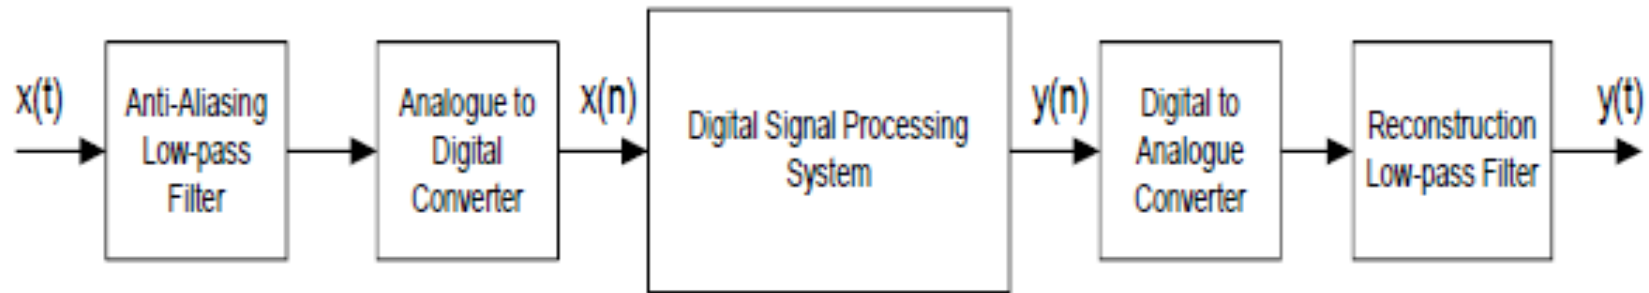 x(t)
Anti-Aliasing
Low-pass
Filter
Analogue to
Digital
Converter
x(n)
Digital Signal Processing
System
y(n)
Digital to
Analogue
Converter
Reconstruction
Low-pass Filter
y(t)